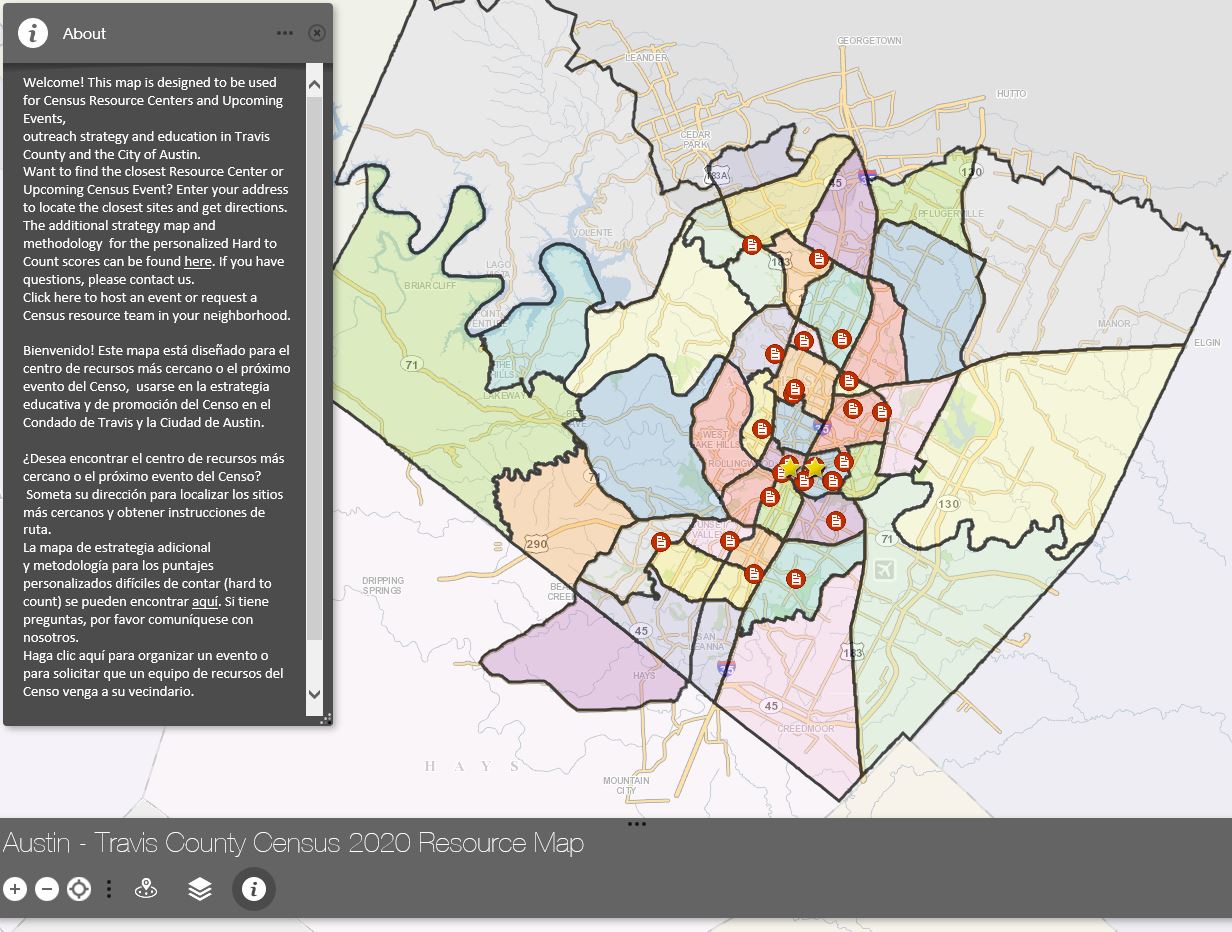 About
Welcome! This map is designed to be used
for Census Resource Centers and Upcoming
Events,
outreach strategy and education in Travis
County and the City of Austin.
Want to find the closest Resource Center or
Upcoming Census Event? Enter your address
to locate the closest sites and get directions.
The additional strategy map and
methodology  for the personalized Hard to
Count scores can be found here. If you have
questions, please contact us.
Click here to host an event or request a
Census resource team in your neighborhood.
Bienvenido! Este mapa está diseñado para el
centro de recursos más cercano o el próximo
evento del Censo,  usarse en la estrategia
educativa y de promoción del Censo en el
Condado de Travis y la Ciudad de Austin.
¿Desea encontrar el centro de recursos más
cercano o el próximo evento del Censo?
Someta su dirección para localizar los sitios
más cercanos y obtener instrucciones de
ruta.
La mapa de estrategia adicional
y metodología para los puntajes
personalizados difíciles de contar (hard to
count) se pueden encontrar aquí. Si tiene
preguntas, por favor comuníquese con
nosotros.
Haga clic aquí para organizar un evento o
para solicitar que un equipo de recursos del
Censo venga a su vecindario.
GEORGETOWN
LEANDER
HUTTO
CEDAR
PARK
183A
45
130
PFLUGERVILLE
VOLENTE
LAGO
VISTA
183
BRIARCLIFF
POINT
VENTURE
MANOR
ELGIN
71
THE
HILLS
LAKEWAY
BEE
CAVE
35
WEST
LAKE HILLS
ROLLINGWOOD
71
130
SUNSET
VALLEY
290
71
DRIPPING
SPRINGS
BEAR
CREEK
45
SAN
LEANNA
183
35
HAYS
45
CREEDMOOR
HAYS
MOUNTAIN
CITY
Austin - Travis County Census 2020 Resource Map